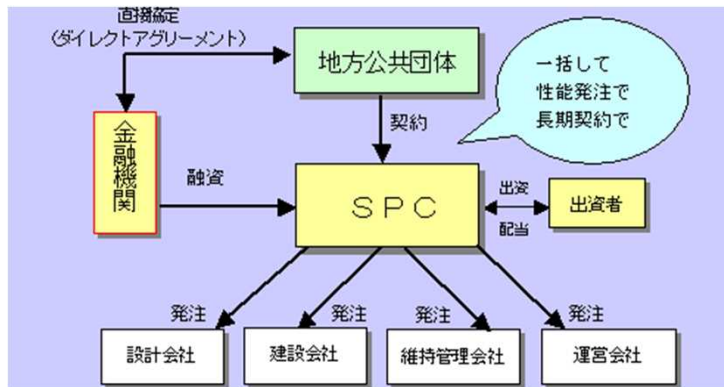 直接協定
(ダイレクトアグリーメント)
地方公共団体
一括して
性能発注で
長期契約で
契約
金融機関
融資
SPC
出資
配当
出資者
発注
発注
発注
発注
設計会社
建設会社
維持管理会社
運営会社